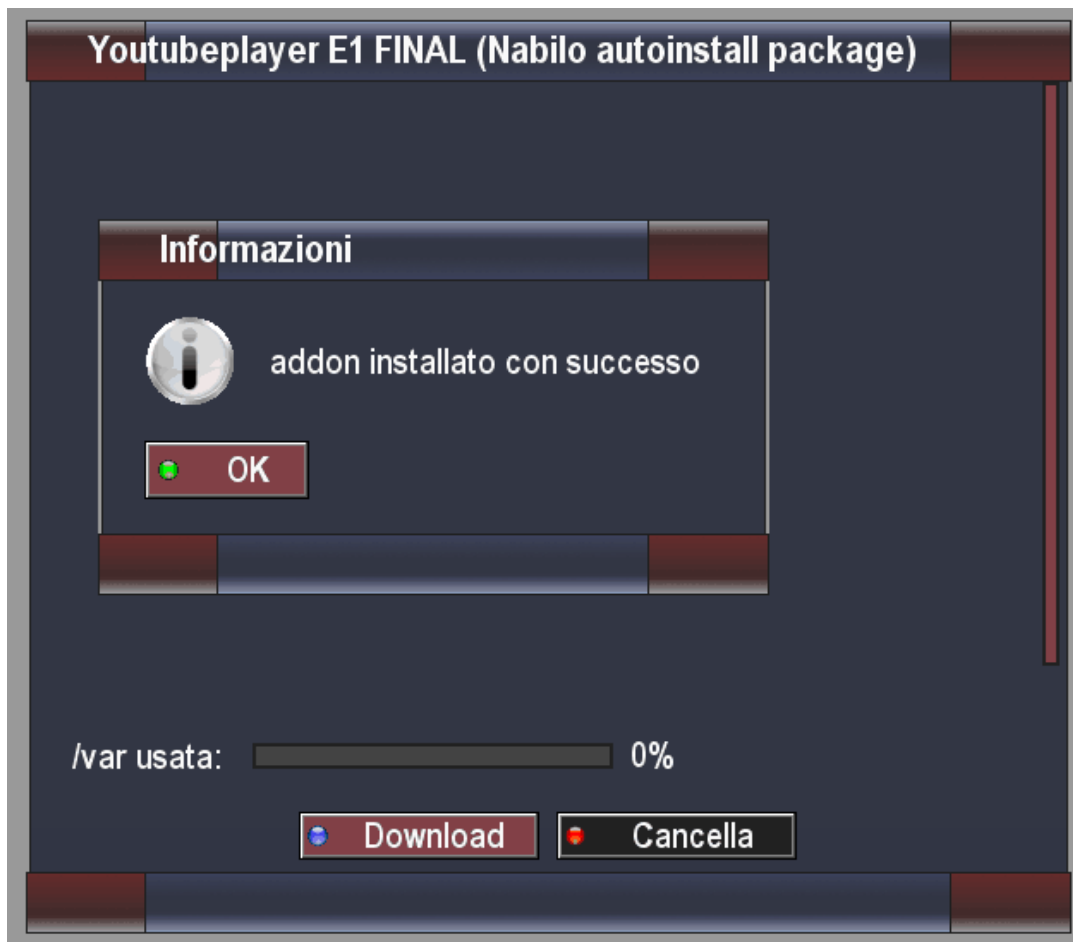 Youtubeplayer E1 FINAL (Nabilo autoinstall package)
Informazioni
addon installato con successo
OK
/var usata: 0%
Download Cancella